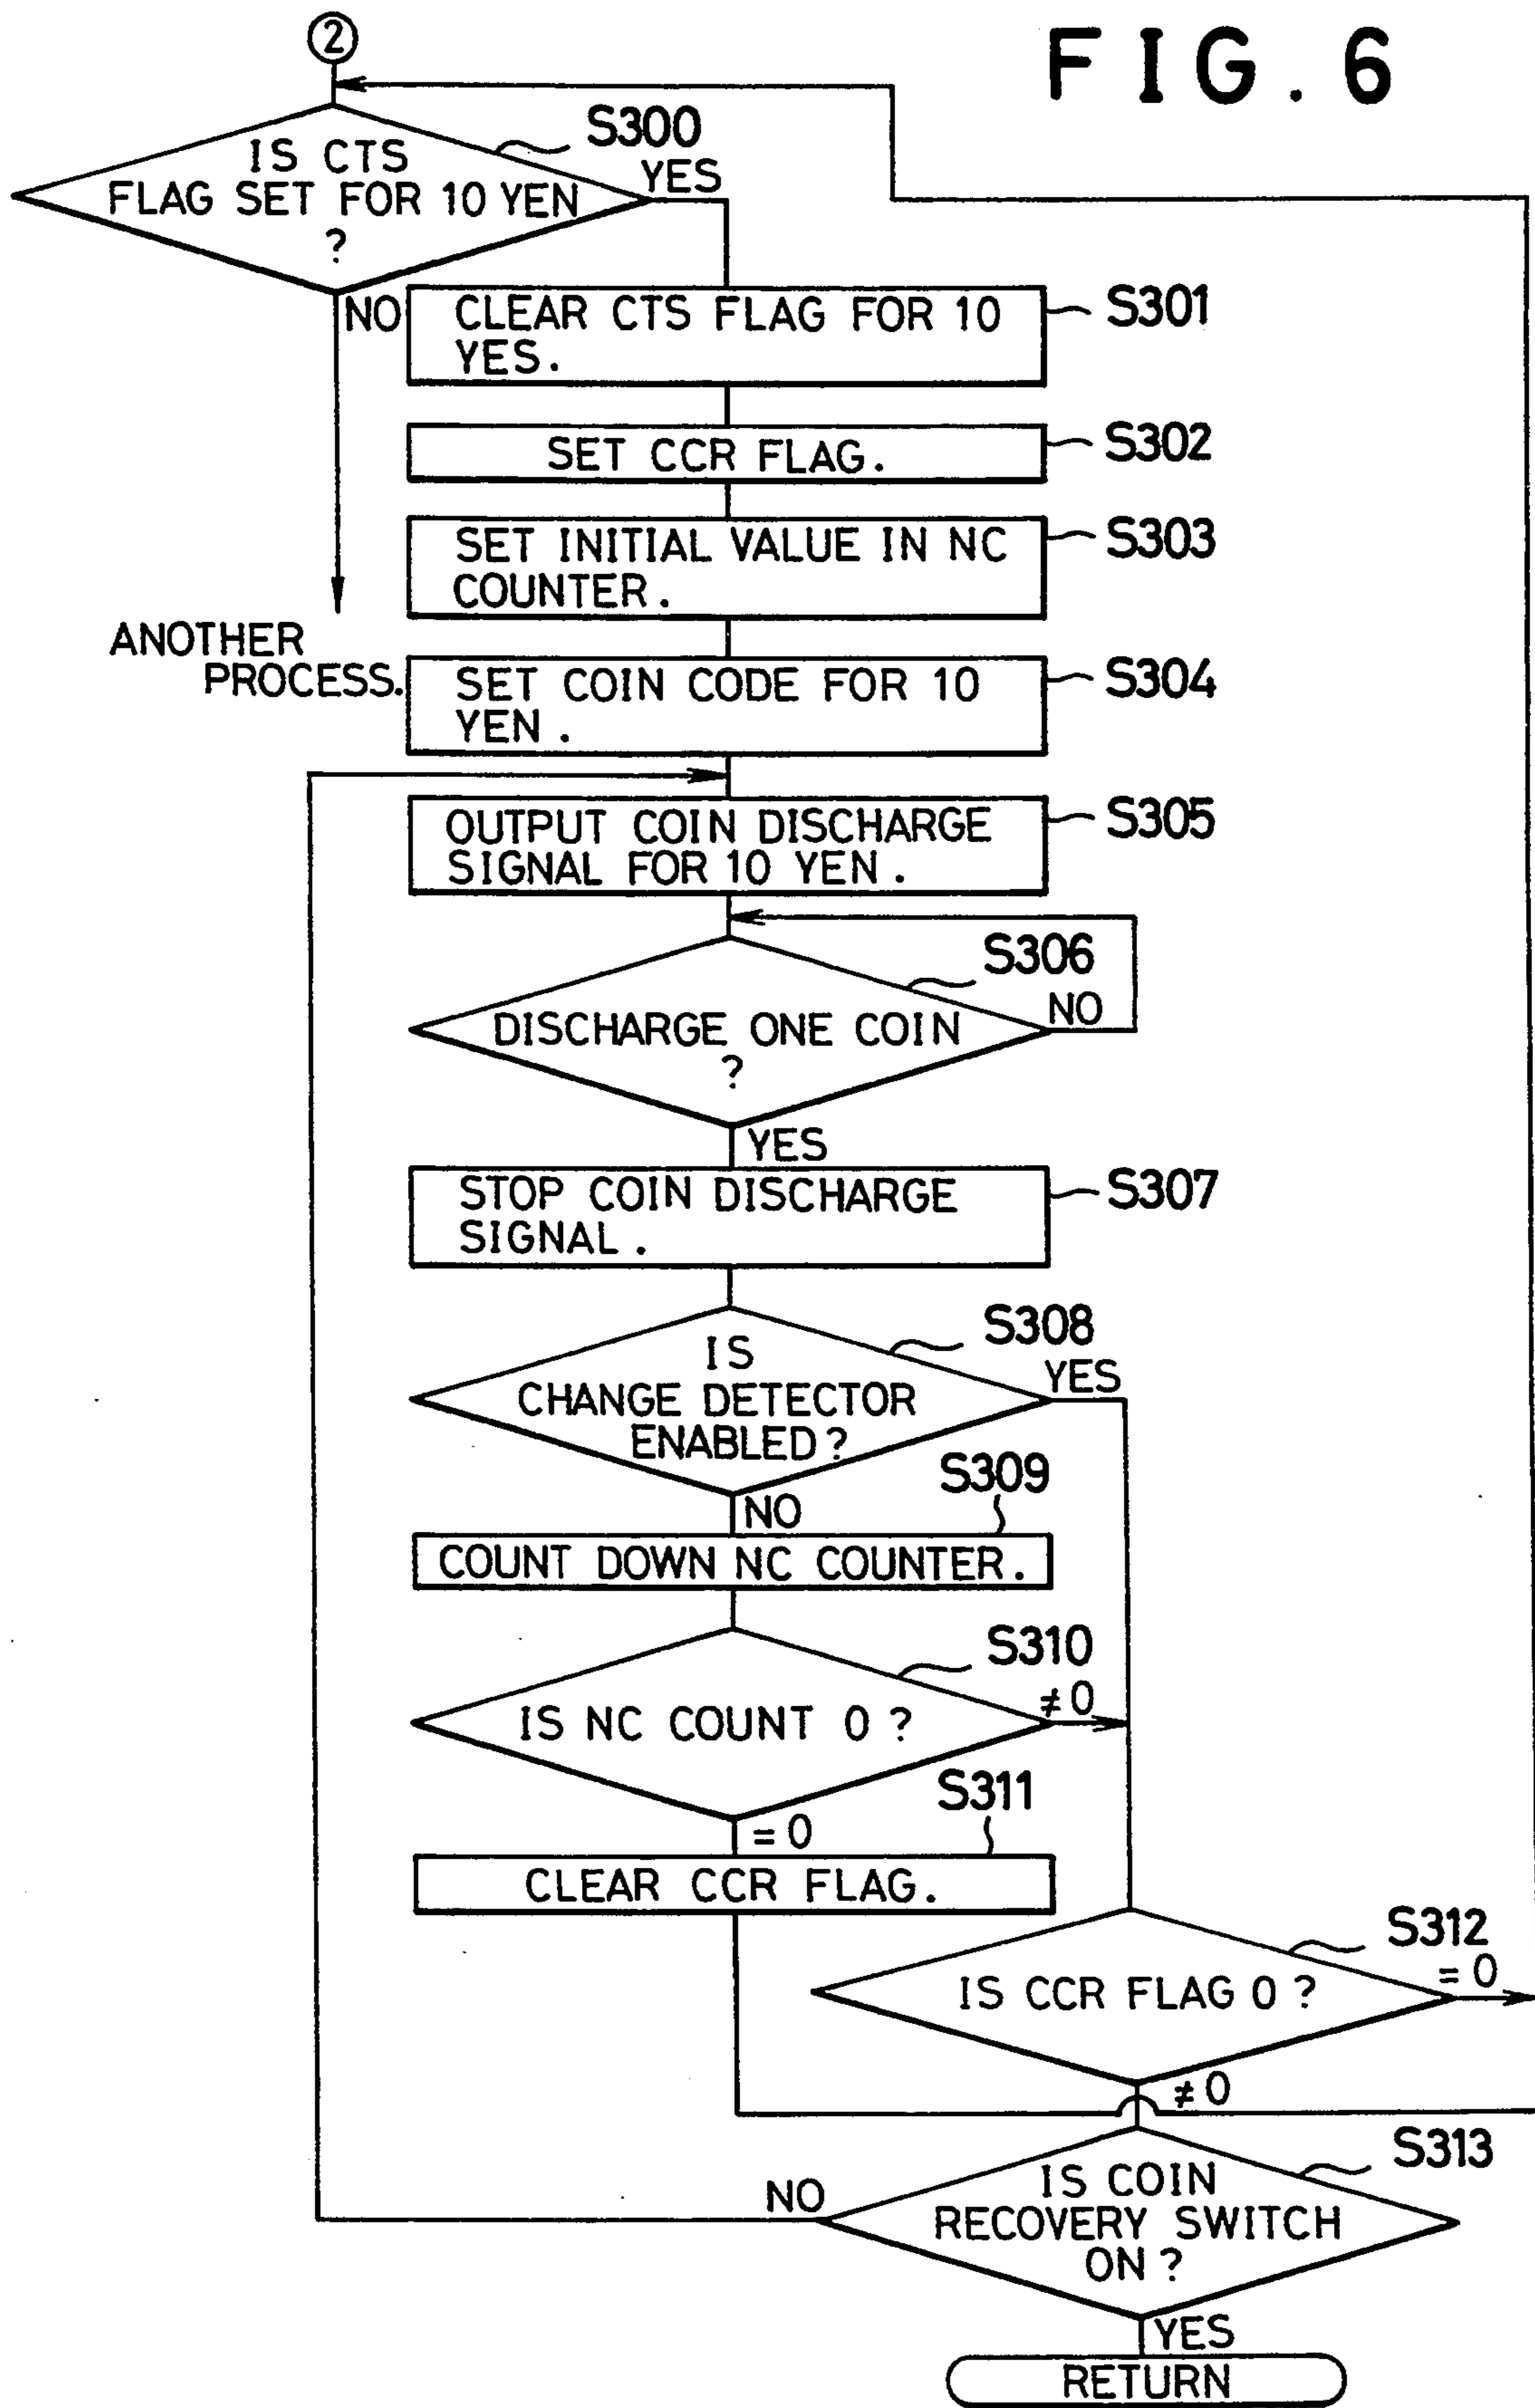 ②
FIG. 6
S300
IS CTS
FLAG SET FOR 10 YEN
?
YES
NO
CLEAR CTS FLAG FOR 10
YES.
S301
SET CCR FLAG.
S302
SET INITIAL VALUE IN NC
COUNTER.
S303
ANOTHER
PROCESS.
SET COIN CODE FOR 10
YEN.
S304
OUTPUT COIN DISCHARGE
SIGNAL FOR 10 YEN.
S305
S306
DISCHARGE ONE COIN
?
NO
YES
STOP COIN DISCHARGE
SIGNAL.
S307
S308
IS
CHANGE DETECTOR
ENABLED?
YES
NO
S309
COUNT DOWN NC COUNTER.
S310
IS NC COUNT 0?
≠0
=0
S311
CLEAR CCR FLAG.
S312
IS CCR FLAG 0?
=0
≠0
S313
IS COIN
RECOVERY SWITCH
ON?
NO
YES
RETURN